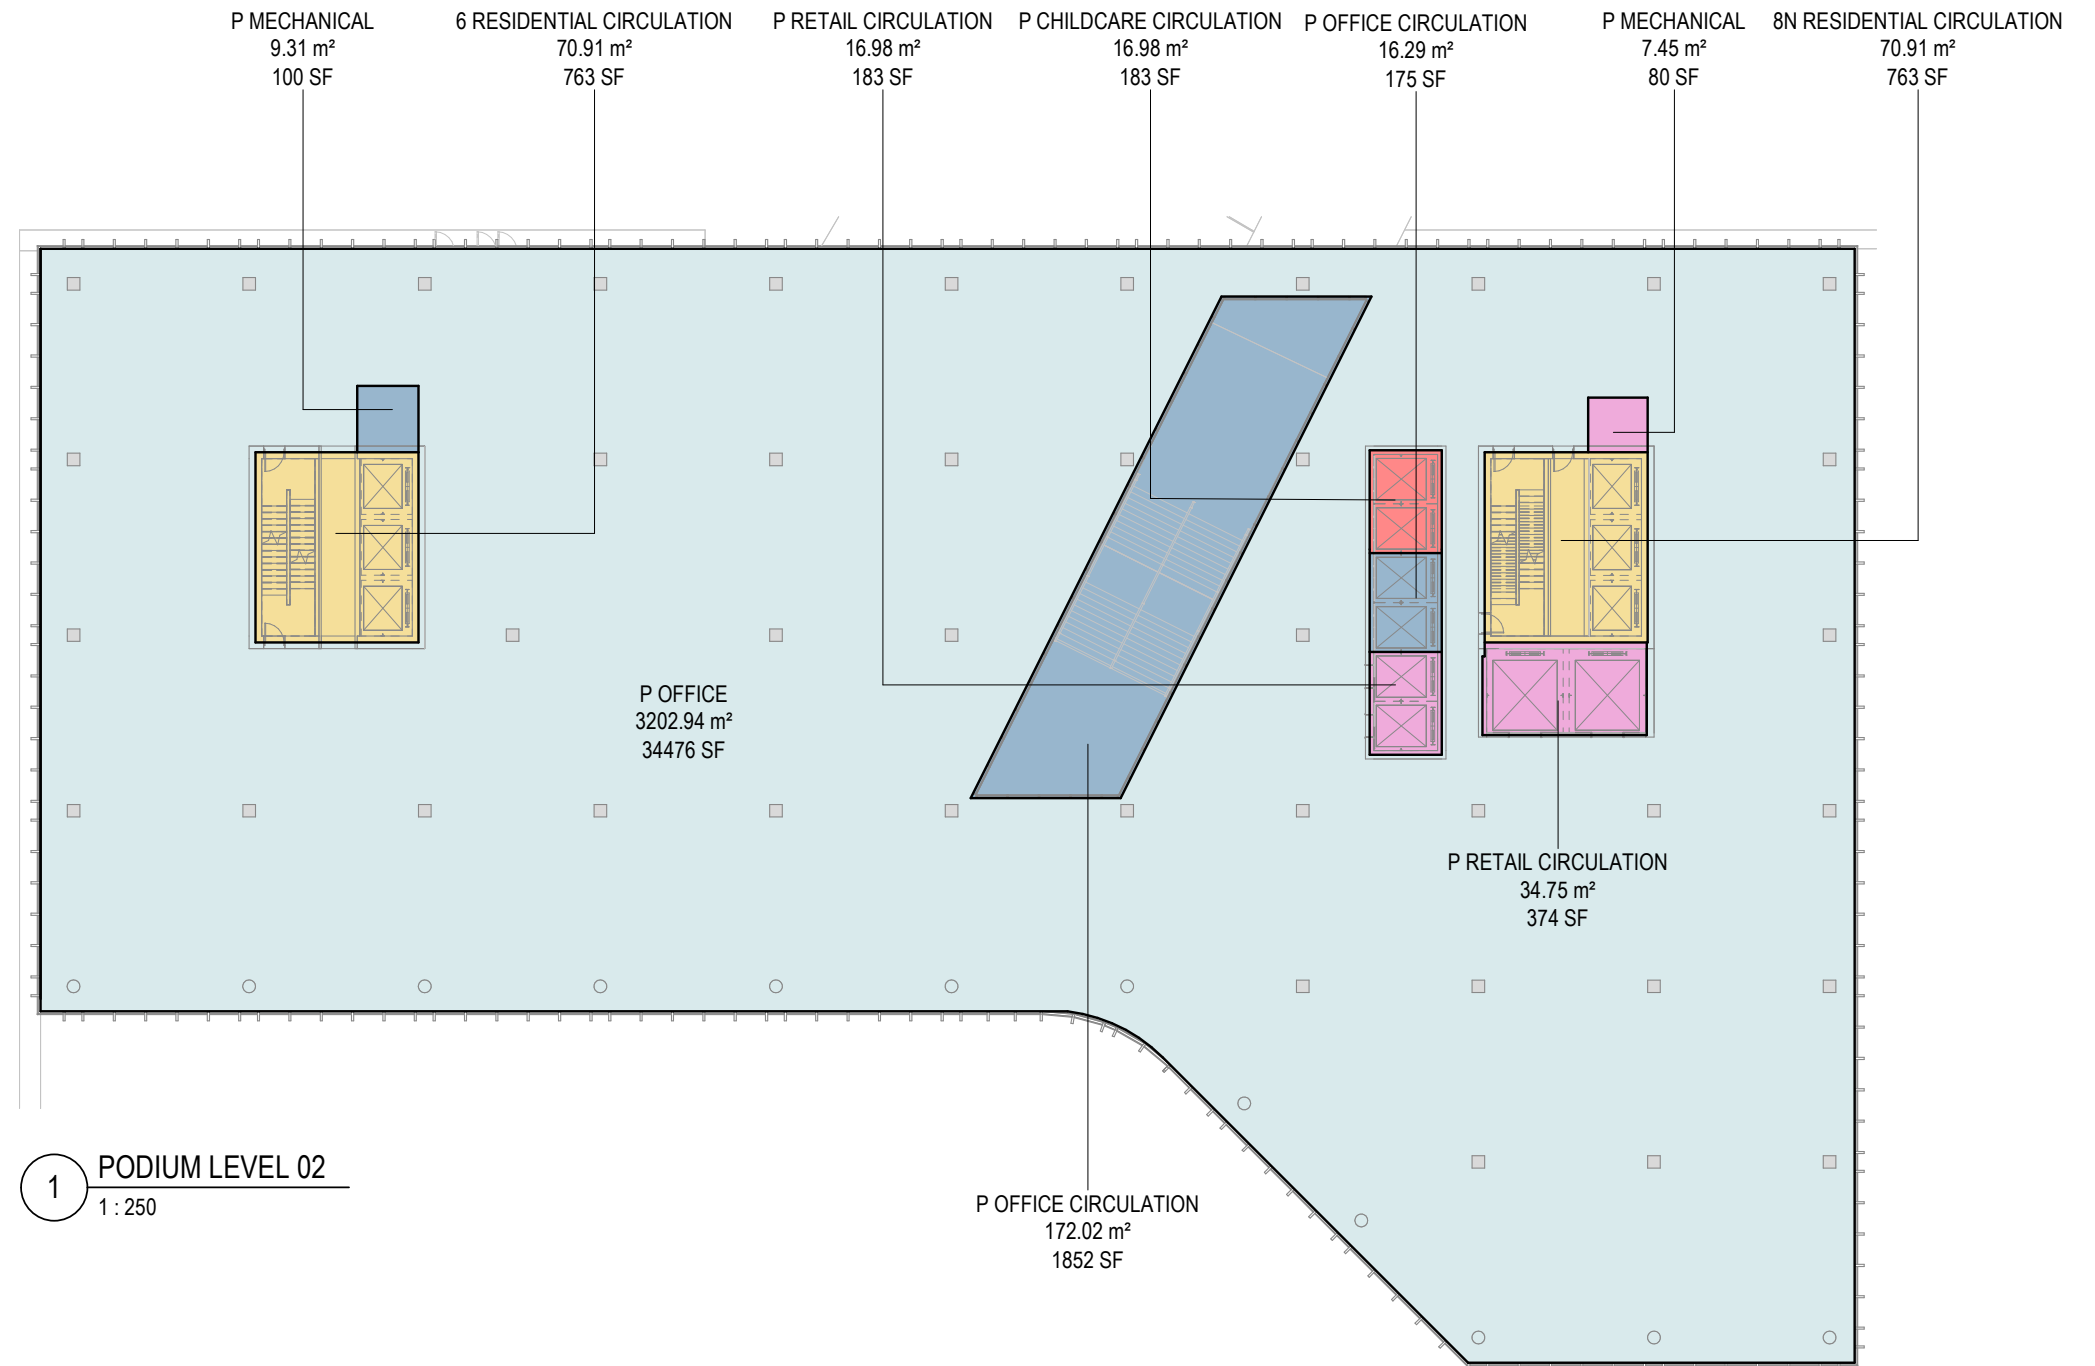 P MECHANICAL
9.31 m²
100 SF
6 RESIDENTIAL CIRCULATION
70.91 m²
763 SF
P RETAIL CIRCULATION
16.98 m²
183 SF
P CHILDCARE CIRCULATION
16.98 m²
183 SF
P OFFICE CIRCULATION
16.29 m²
175 SF
P MECHANICAL
7.45 m²
80 SF
8N RESIDENTIAL CIRCULATION
70.91 m²
763 SF
P OFFICE
3202.94 m²
34476 SF
P RETAIL CIRCULATION
34.75 m²
374 SF
P OFFICE CIRCULATION
172.02 m²
1852 SF
1
PODIUM LEVEL 02
1 : 250